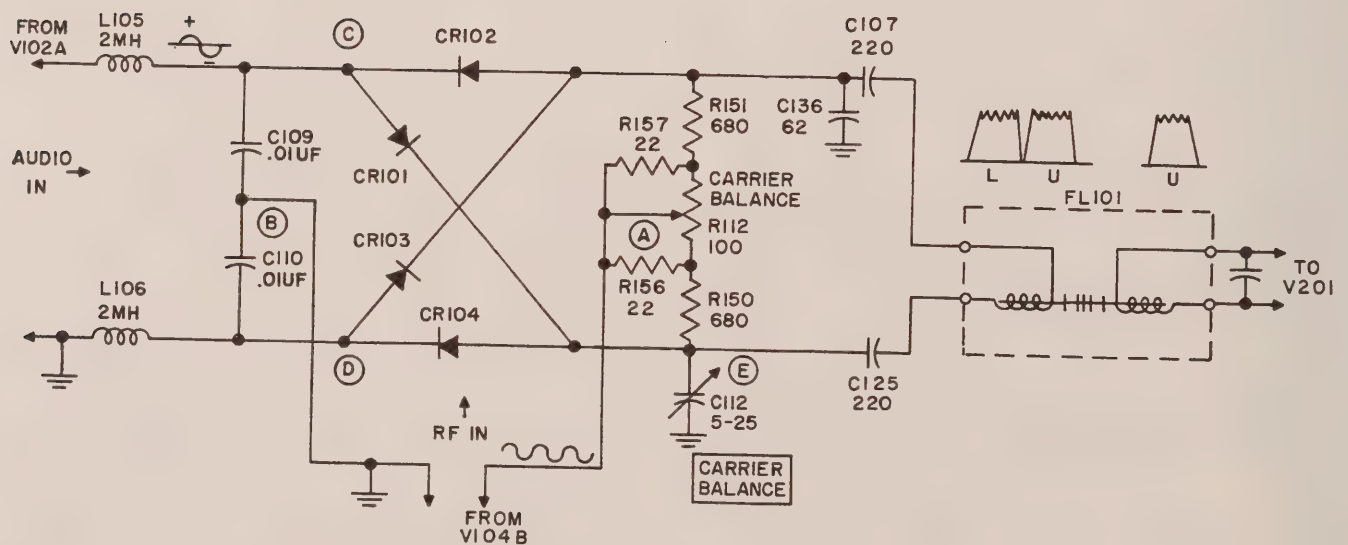 FROM
V102A
L105
2MH
+
-
C
CR102
C107
220
C109
.01UF
AUDIO
IN
B
C110
.01UF
CR101
CR103
R157
22
R151
680
C136
62
CARRIER
BALANCE
R112
100
A
R156
22
R150
680
L U
U
FL101
TO
V201
L106
2MH
D
CR104
RF IN
E
C112
5-25
C125
220
CARRIER
BALANCE
FROM
V104B